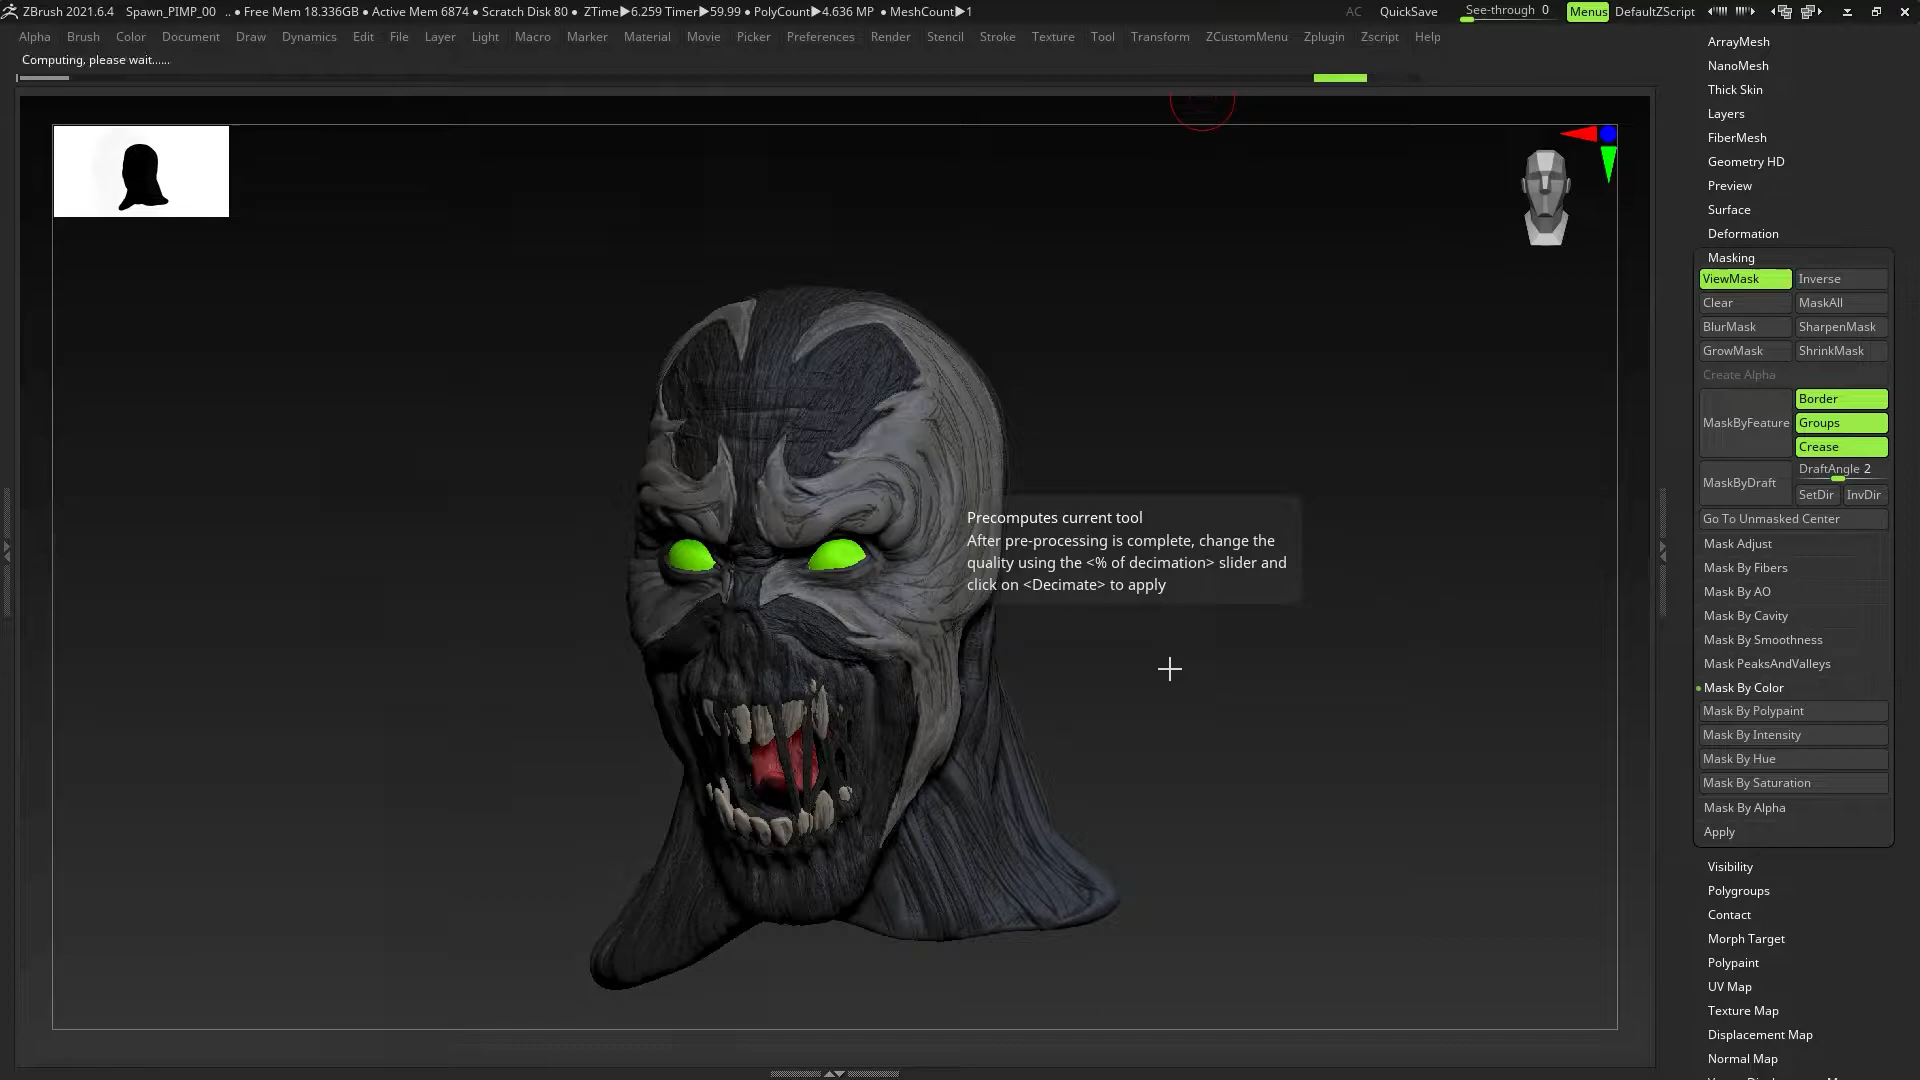 ZBrush 2021.6.4 Spawn_PIMP_00 .. ● Free Mem 18.336GB ● Active Mem 6874 ● Scratch Disk 80 ● ZTime▶6.259 Timer▶59.99 ● PolyCount▶4.636 MP ● MeshCount▶1 AC QuickSave See-through 0 Menus DefaultZScript
Alpha Brush Color Document Draw Dynamics Edit File Layer Light Macro Marker Material Movie Picker Preferences Render Stencil Stroke Texture Tool Transform ZCustomMenu Zplugin Zscript Help
Computing, please wait......
Precomputes current tool
After pre-processing is complete, change the
quality using the <% of decimation> slider and
click on <Decimate> to apply
ArrayMesh
NanoMesh
Thick Skin
Layers
FiberMesh
Geometry HD
Preview
Surface
Deformation
Masking
ViewMask Inverse
Clear MaskAll
BlurMask SharpenMask
GrowMask ShrinkMask
Create Alpha
MaskByFeature Border
Groups
Crease
MaskByDraft DraftAngle 2
SetDir InvDir
Go To Unmasked Center
Mask Adjust
Mask By Fibers
Mask By AO
Mask By Cavity
Mask By Smoothness
Mask PeaksAndValleys
Mask By Color
Mask By Polypaint
Mask By Intensity
Mask By Hue
Mask By Saturation
Mask By Alpha
Apply
Visibility
Polygroups
Contact
Morph Target
Polypaint
UV Map
Texture Map
Displacement Map
Normal Map